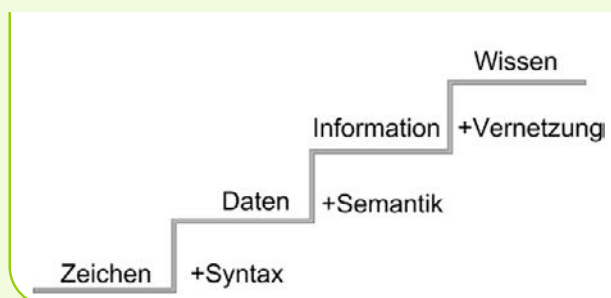 Wissen
Information +Vernetzung
Daten +Semantik
Zeichen +Syntax